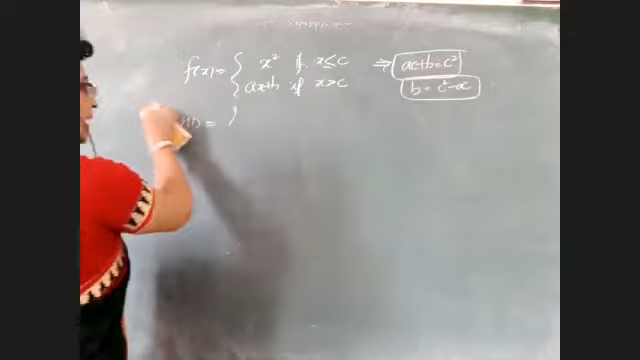 f(x) = { x² if x ≤ c ⇒ ac+b = c²
ax+b if x > c b = c² - ac
=